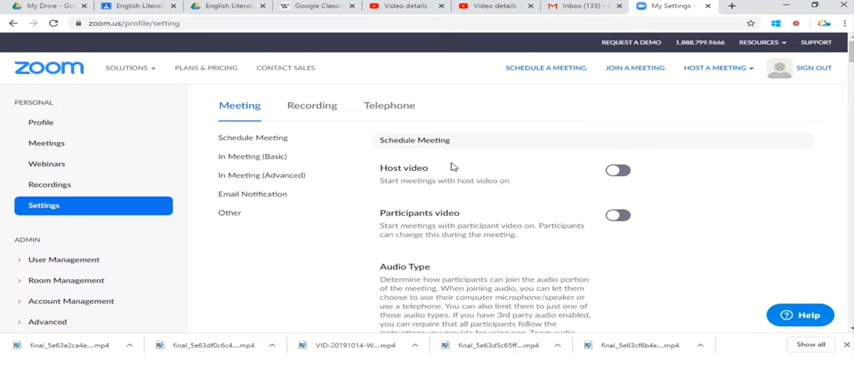 My Drive - Go
English Literat
English Literat
Google Classro
Video details -
Video details -
Inbox (135) -
My Settings -
zoom.us/profile/setting
REQUEST A DEMO 1.888.799.9666 RESOURCES SUPPORT
zoom SOLUTIONS PLANS & PRICING CONTACT SALES SCHEDULE A MEETING JOIN A MEETING HOST A MEETING SIGN OUT
PERSONAL
Profile
Meetings
Webinars
Recordings
Settings
ADMIN
User Management
Room Management
Account Management
Advanced
Meeting Recording Telephone
Schedule Meeting
In Meeting (Basic)
In Meeting (Advanced)
Email Notification
Other
Schedule Meeting
Host video
Start meetings with host video on
Participants video
Start meetings with participant video on. Participants
can change this during the meeting.
Audio Type
Determine how participants can join the audio portion
of the meeting. When joining audio, you can let them
choose to use their computer microphone/speaker
or use a telephone. You can also limit them to just one of
those audio types. If you have 3rd party audio enabled,
you can require that all participants follow the
Help
final_5e63e2ca4e....mp4
final_5e63df0c6c4....mp4
VID-20191014-W....mp4
final_5e63d5c65ff....mp4
final_5e63cf6b4e....mp4
Show all